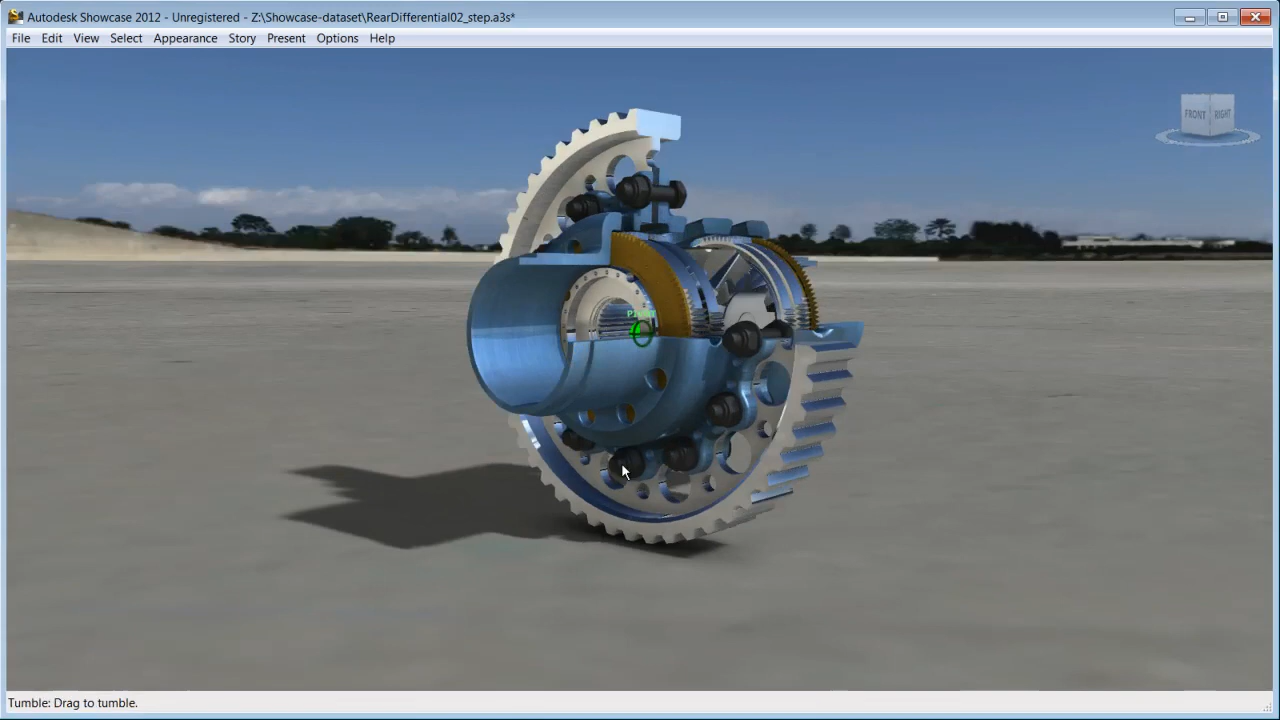 Autodesk Showcase 2012 - Unregistered - Z:\Showcase-dataset\RearDifferential02_step.a3s*
File Edit View Select Appearance Story Present Options Help
FRONT RIGHT
PIVOT
Tumble: Drag to tumble.